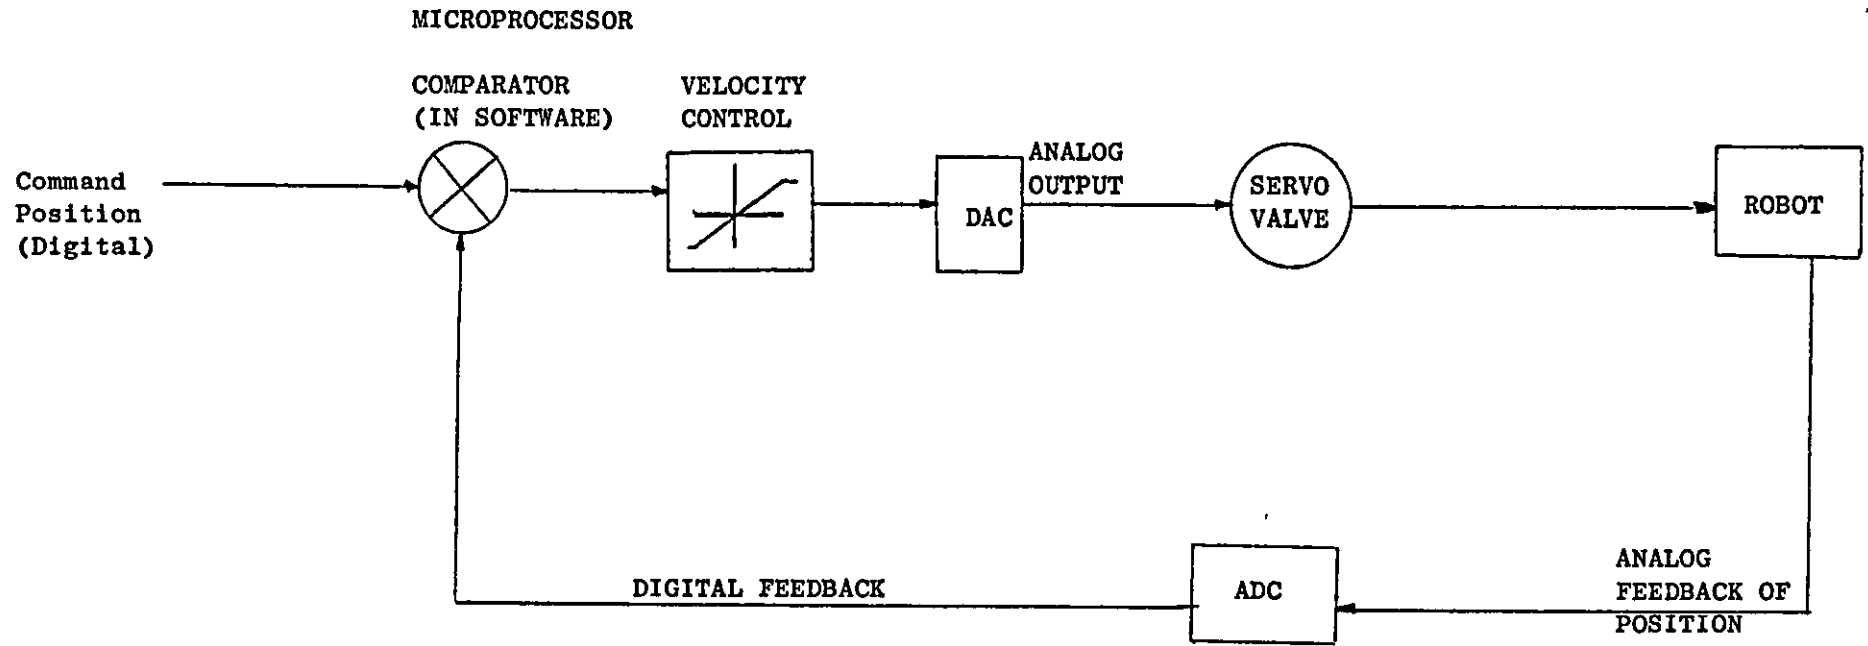 MICROPROCESSOR
COMPARATOR
(IN SOFTWARE)
VELOCITY
CONTROL
Command
Position
(Digital)
DAC
ANALOG
OUTPUT
SERVO
VALVE
ROBOT
DIGITAL FEEDBACK
ADC
ANALOG
FEEDBACK OF
POSITION